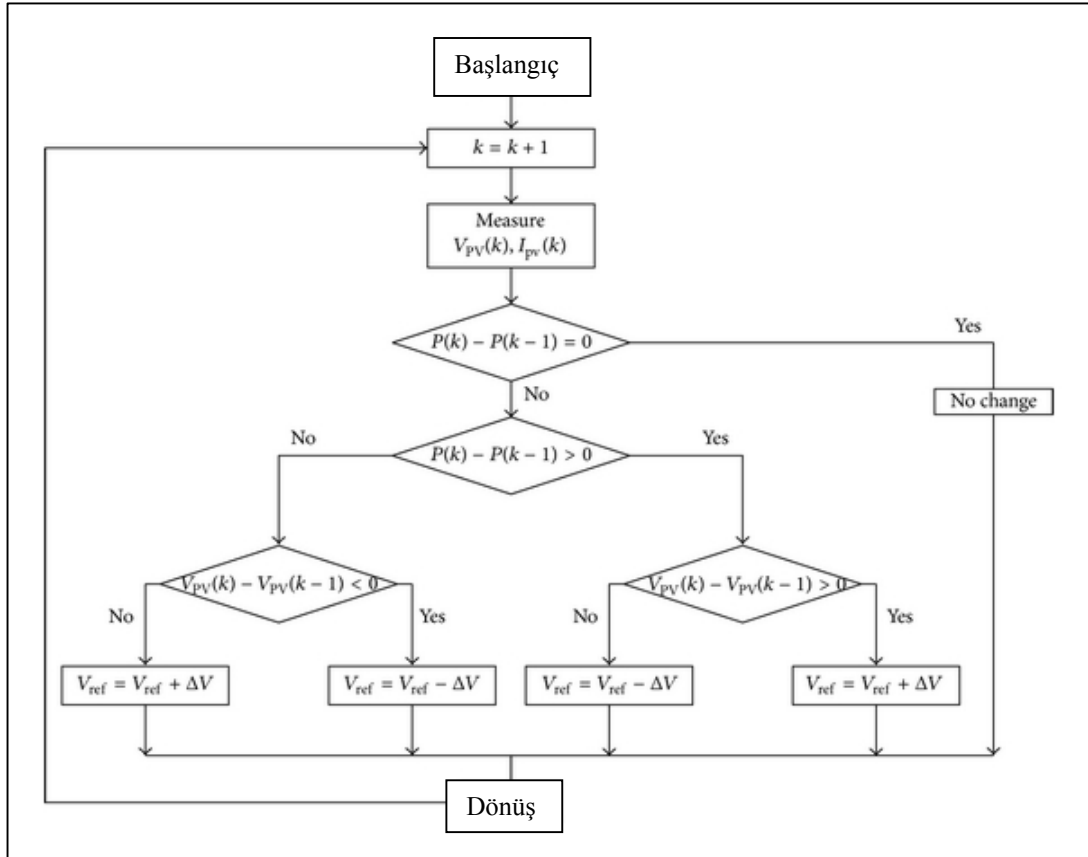 Başlangıç
k = k + 1
Measure
V_PV(k), I_pv(k)
P(k) − P(k − 1) = 0
Yes
No change
No
P(k) − P(k − 1) > 0
No
Yes
V_PV(k) − V_PV(k − 1) < 0
V_PV(k) − V_PV(k − 1) > 0
No
Yes
No
Yes
V_ref = V_ref + ΔV
V_ref = V_ref − ΔV
V_ref = V_ref − ΔV
V_ref = V_ref + ΔV
Dönüş